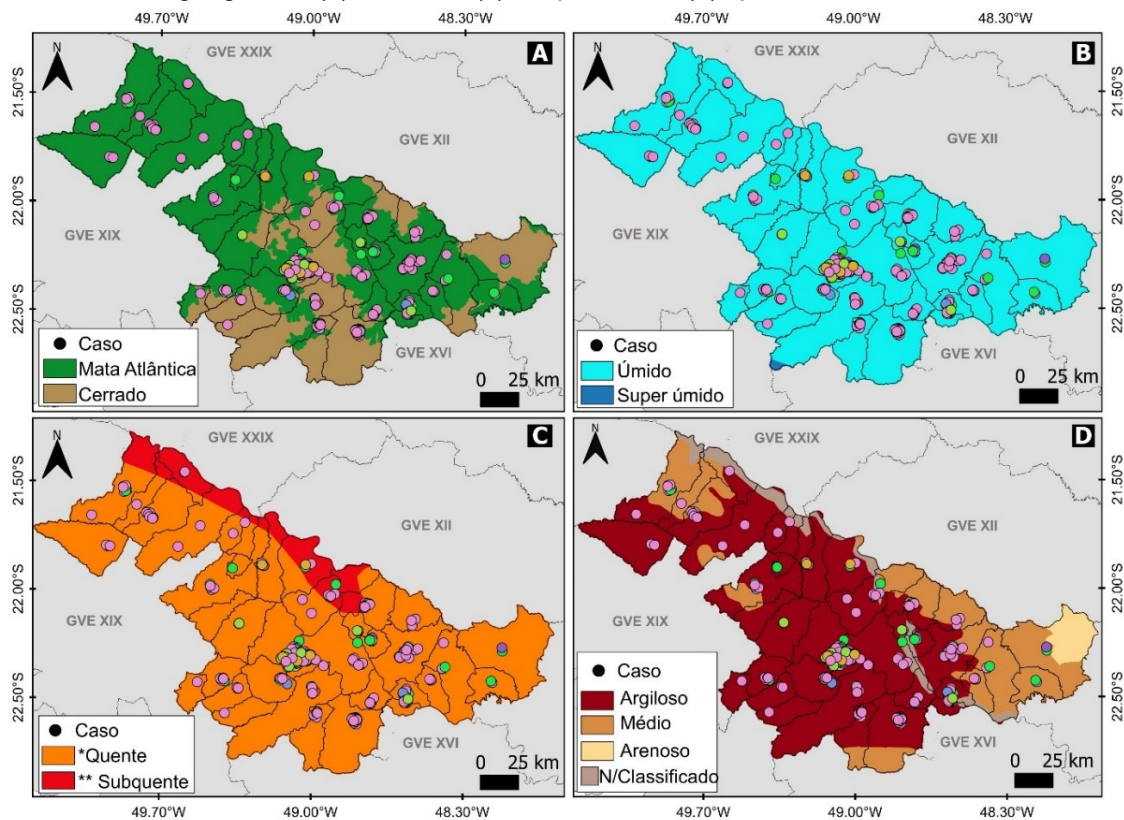 49.70°W 49.00°W 48.30°W 49.70°W 49.00°W 48.30°W
N GVE XXIX A
GVE XII
GVE XIX
GVE XVI
21.50°S
22.00°S
22.50°S
Caso
Mata Atlântica
Cerrado
0 25 km
N GVE XXIX B
GVE XII
GVE XIX
GVE XVI
21.50°S
22.00°S
22.50°S
Caso
Úmido
Super úmido
0 25 km
N GVE XXIX C
GVE XII
GVE XIX
GVE XVI
21.50°S
22.00°S
22.50°S
Caso
*Quente
** Subquente
0 25 km
N GVE XXIX D
GVE XII
GVE XIX
GVE XVI
21.50°S
22.00°S
22.50°S
Caso
Argiloso
Médio
Arenoso
N/Classificado
0 25 km
49.70°W 49.00°W 48.30°W 49.70°W 49.00°W 48.30°W